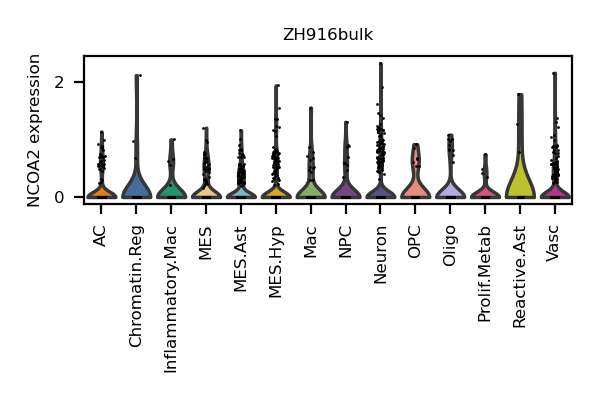 ZH916bulk
NCOA2 expression
2
0
AC
Chromatin.Reg
Inflammatory.Mac
MES
MES.Ast
MES.Hyp
Mac
NPC
Neuron
OPC
Oligo
Prolif.Metab
Reactive.Ast
Vasc